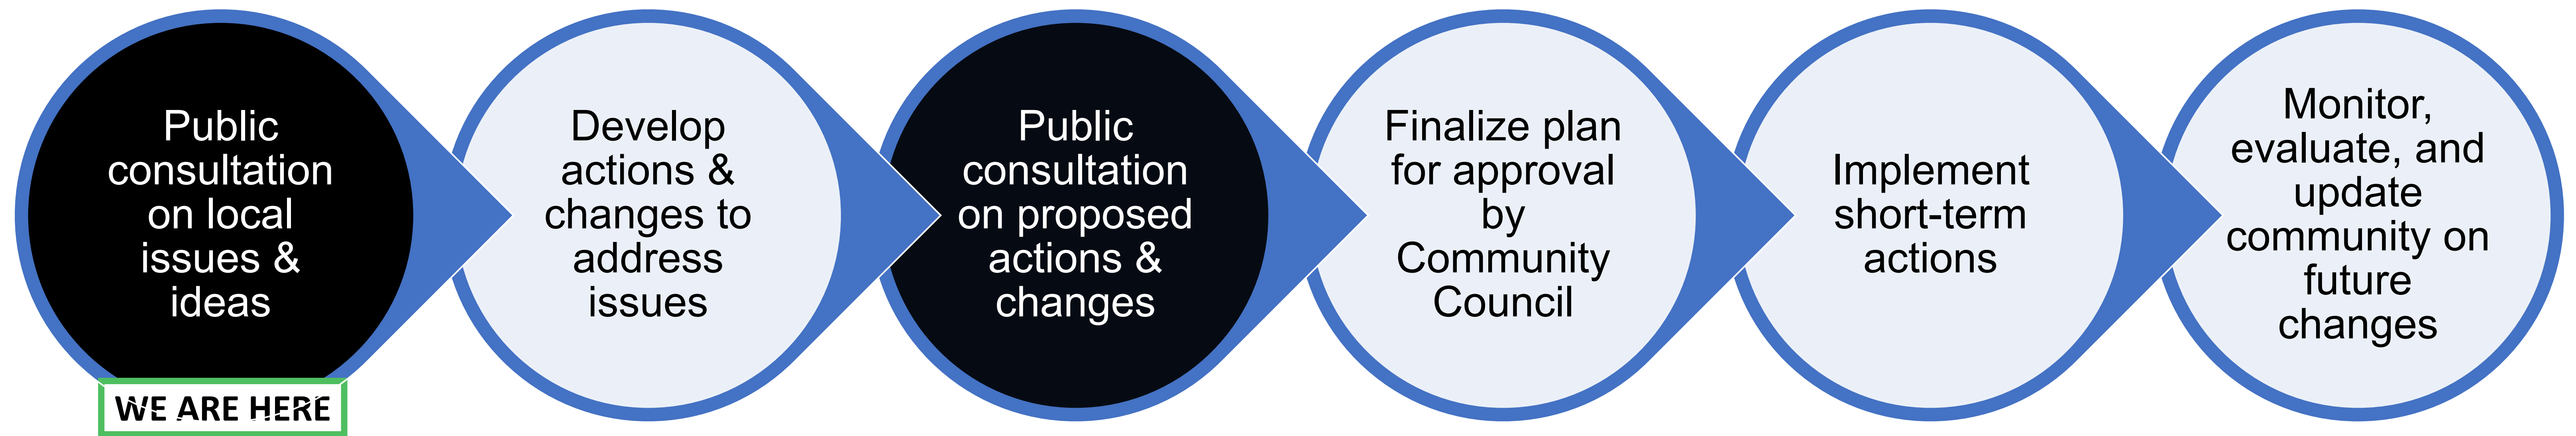 Public
consultation
on local
issues &
ideas
WE ARE HERE
Develop
actions &
changes to
address
issues
Public
consultation
on proposed
actions &
changes
Finalize plan
for approval
by
Community
Council
Implement
short-term
actions
Monitor,
evaluate, and
update
community on
future
changes